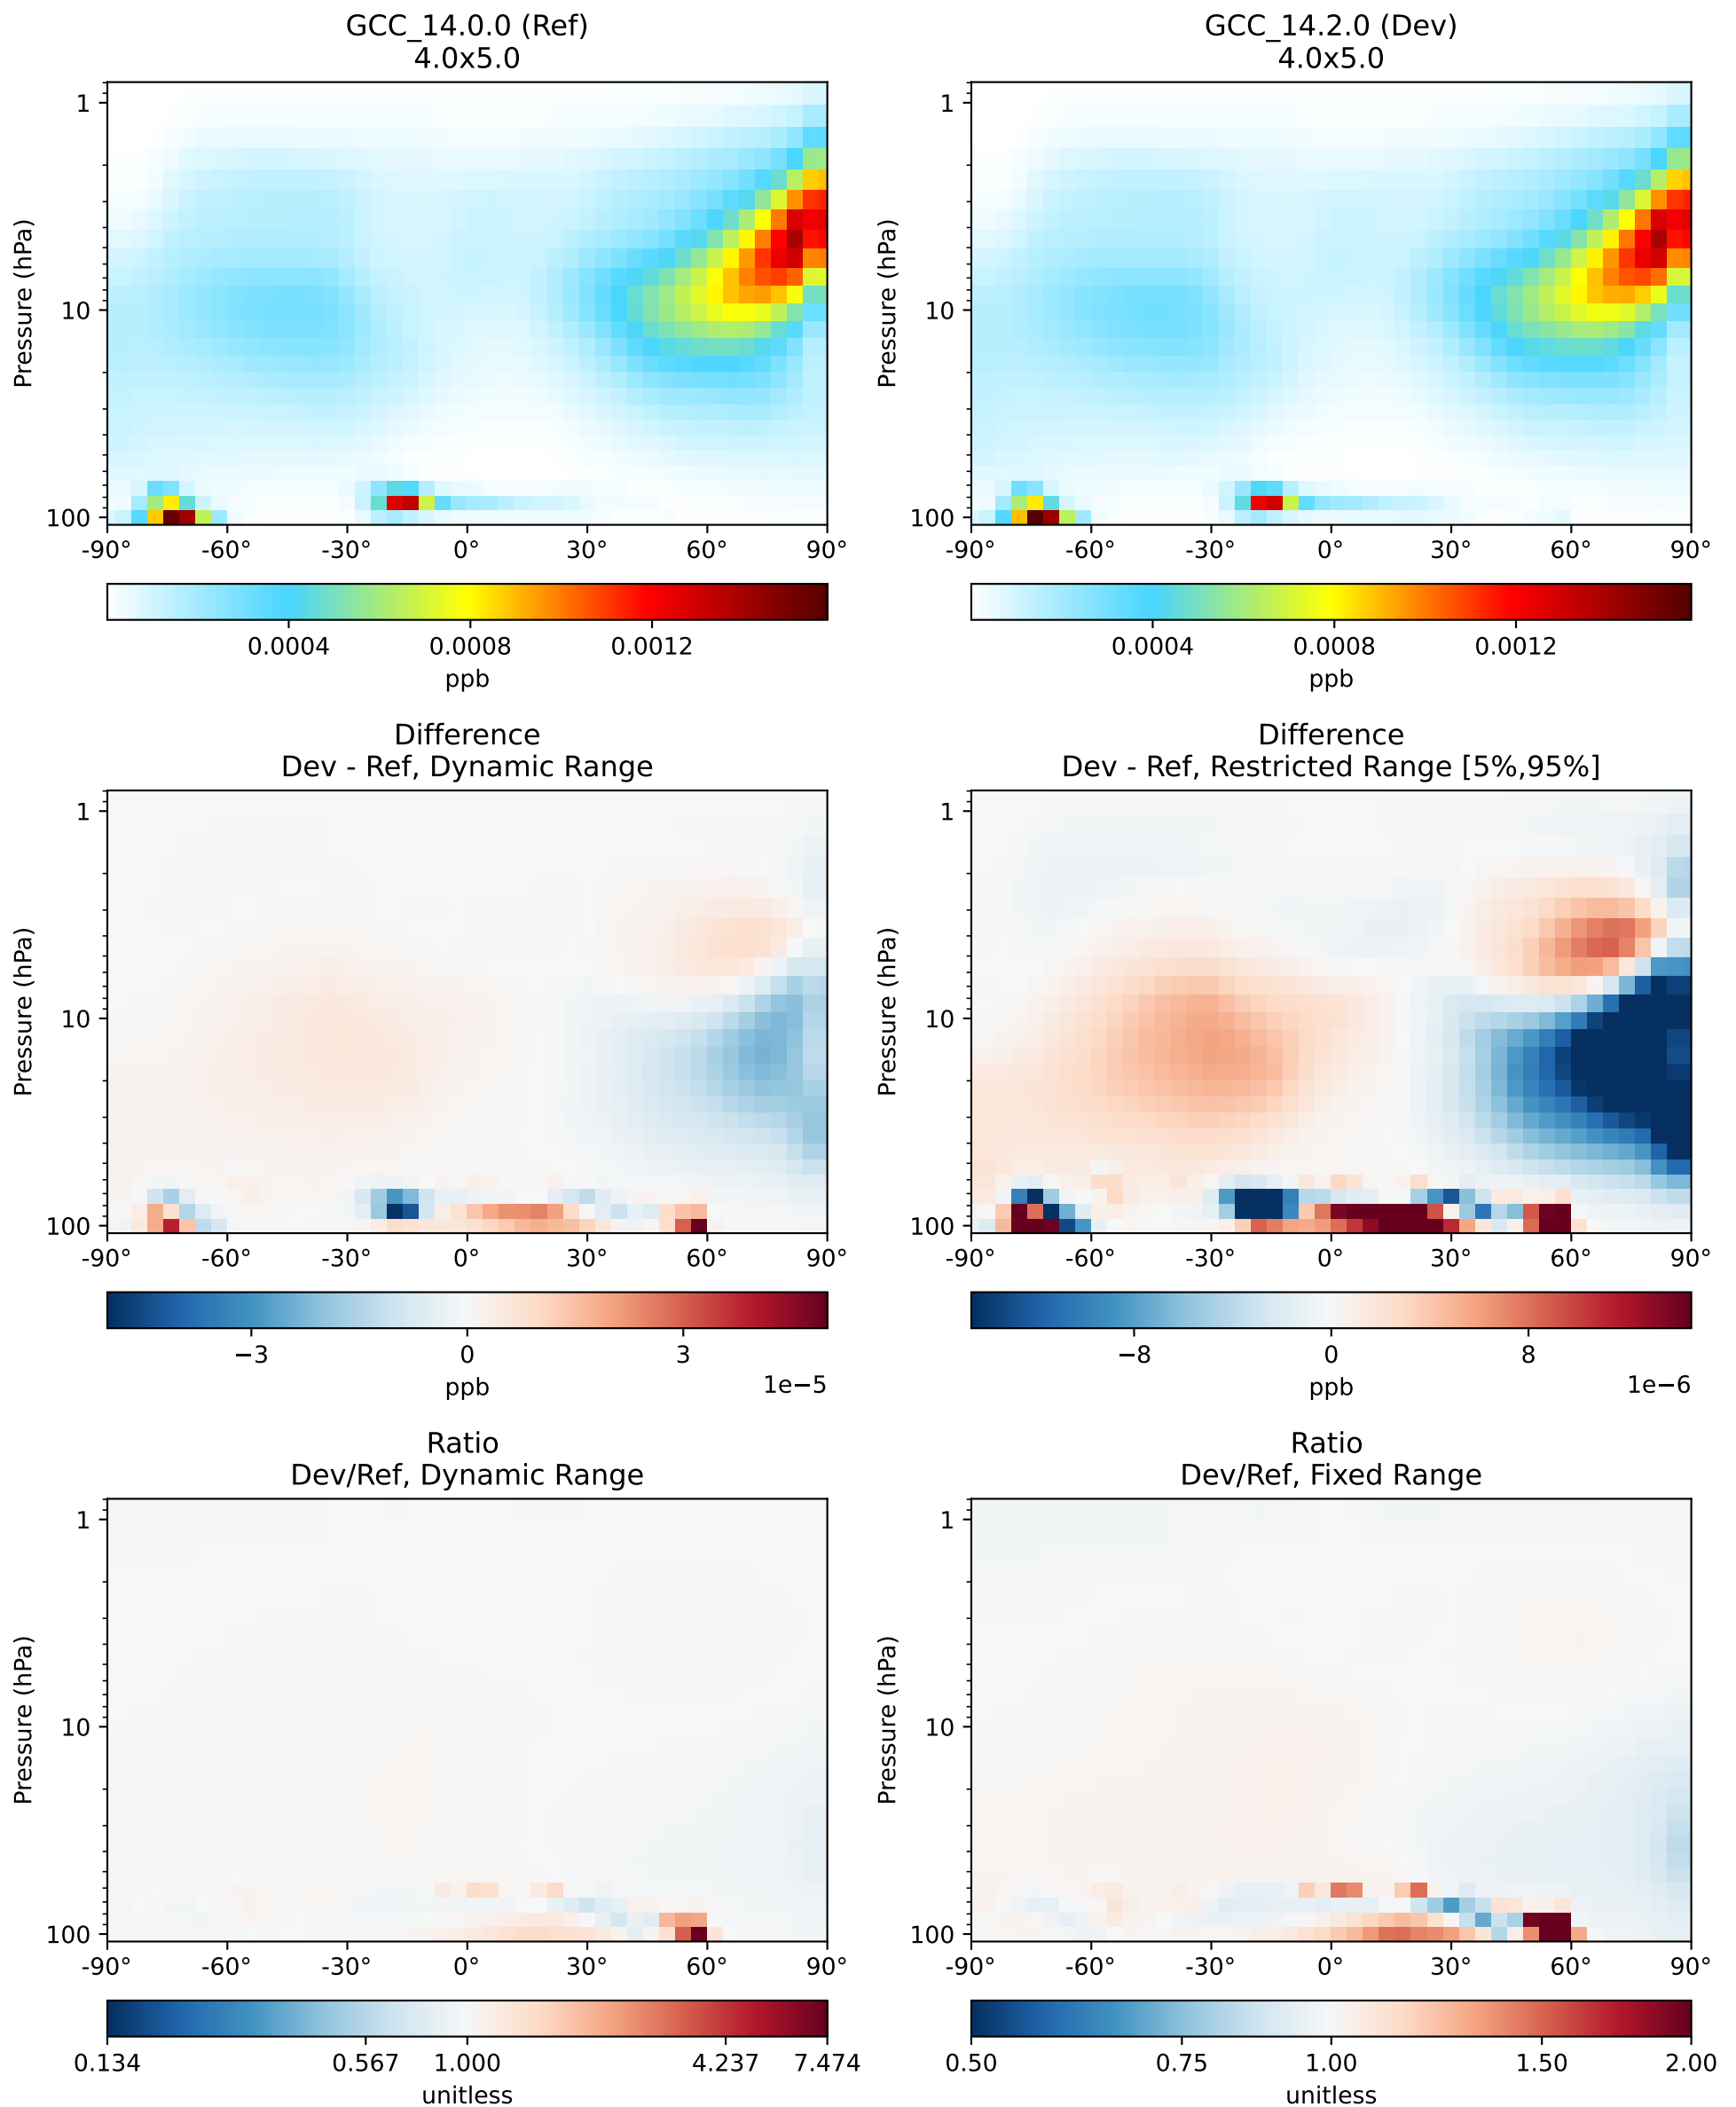 GCC_14.0.0 (Ref)
4.0x5.0
Pressure (hPa)
1
10
100
-90° -60° -30° 0° 30° 60° 90°
0.0004 0.0008 0.0012
ppb
GCC_14.2.0 (Dev)
4.0x5.0
Pressure (hPa)
1
10
100
-90° -60° -30° 0° 30° 60° 90°
0.0004 0.0008 0.0012
ppb
Difference
Dev - Ref, Dynamic Range
Pressure (hPa)
1
10
100
-90° -60° -30° 0° 30° 60° 90°
−3 0 3
1e−5
ppb
Difference
Dev - Ref, Restricted Range [5%,95%]
Pressure (hPa)
1
10
100
-90° -60° -30° 0° 30° 60° 90°
−8 0 8
1e−6
ppb
Ratio
Dev/Ref, Dynamic Range
Pressure (hPa)
1
10
100
-90° -60° -30° 0° 30° 60° 90°
0.134 0.567 1.000 4.237 7.474
unitless
Ratio
Dev/Ref, Fixed Range
Pressure (hPa)
1
10
100
-90° -60° -30° 0° 30° 60° 90°
0.50 0.75 1.00 1.50 2.00
unitless